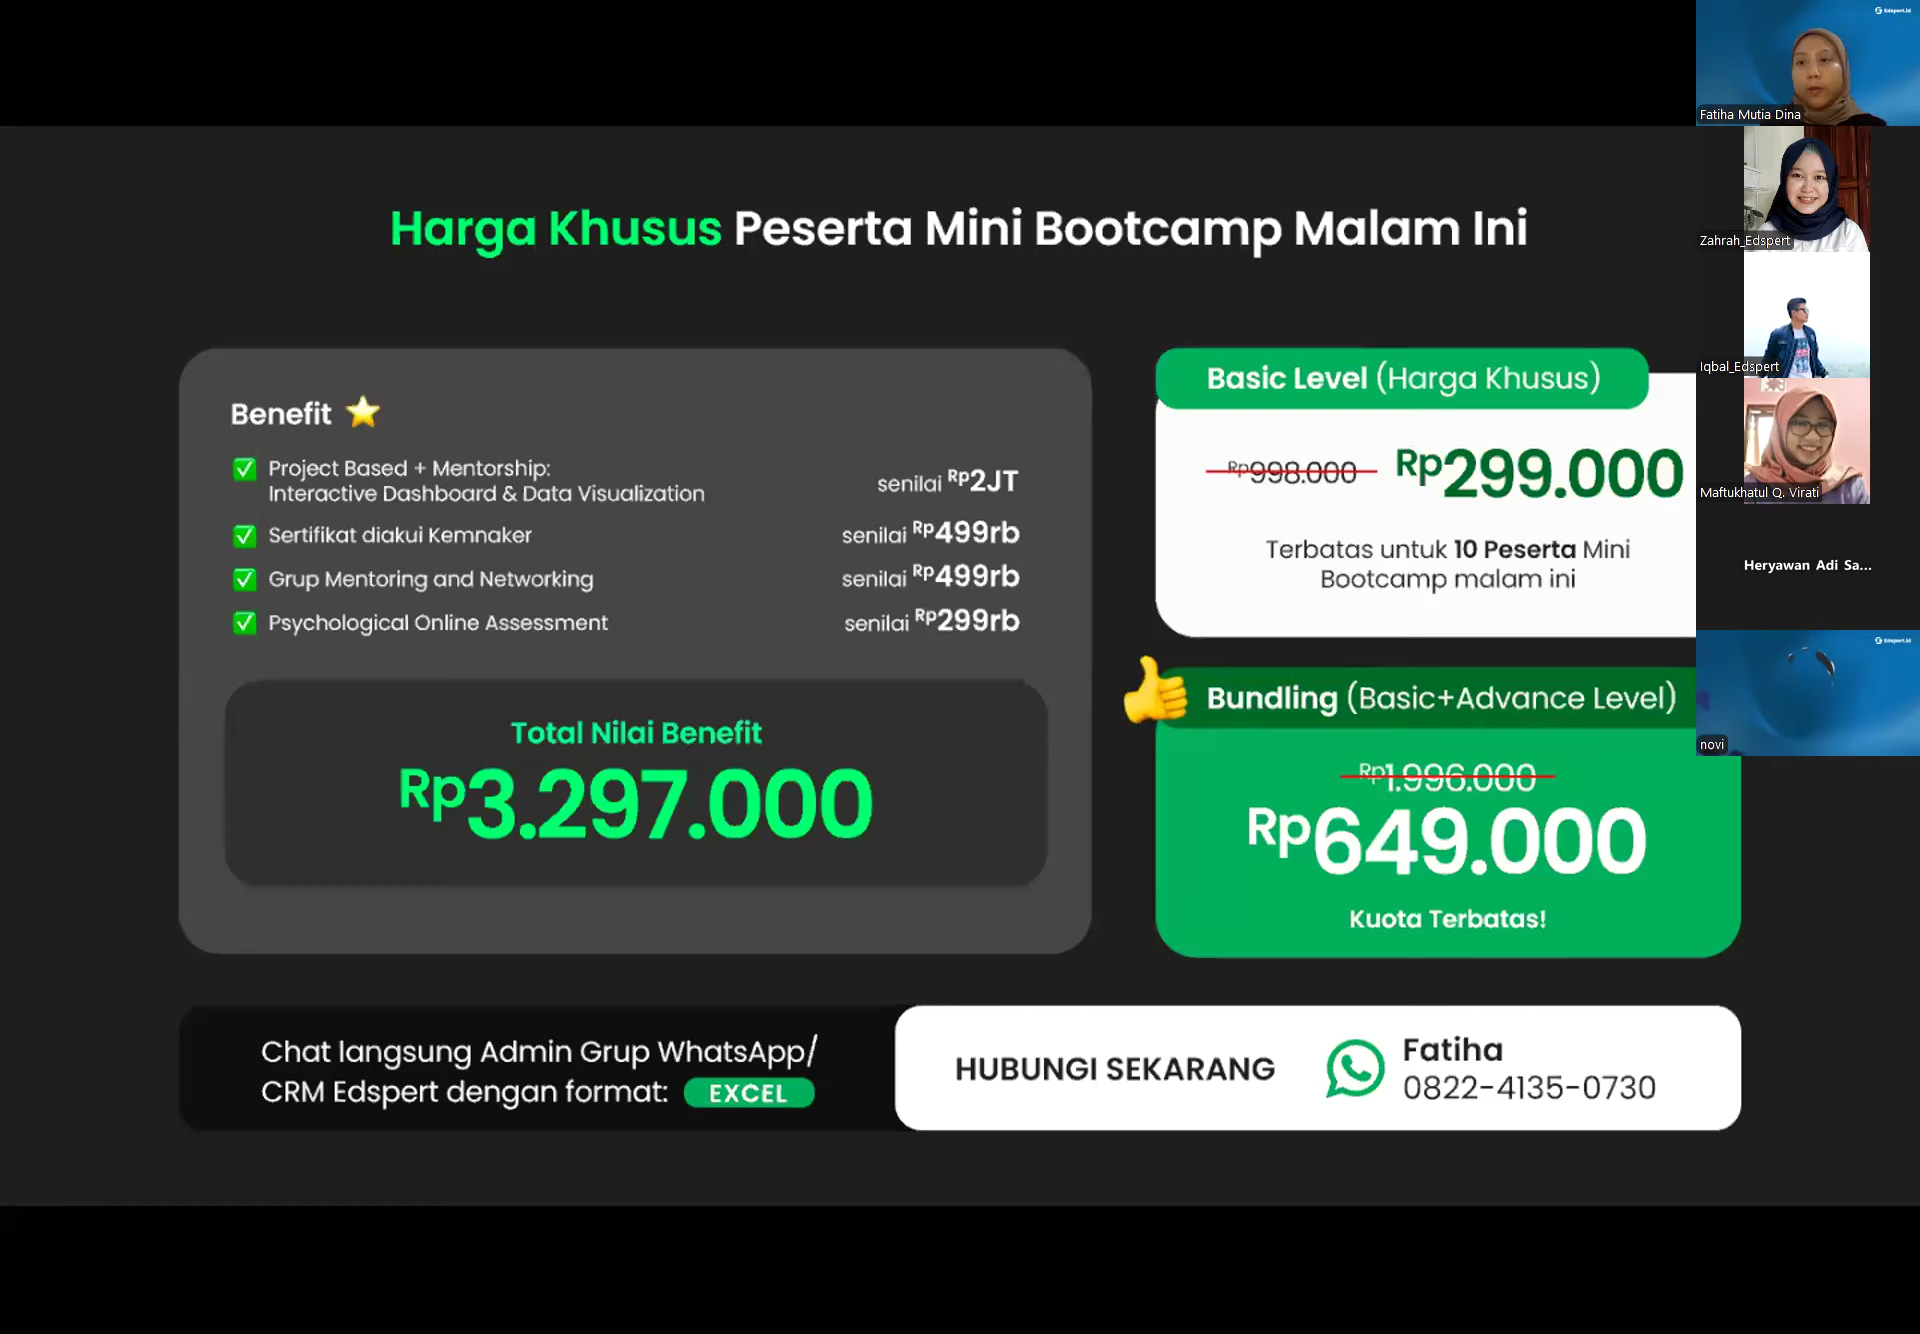 Harga Khusus Peserta Mini Bootcamp Malam Ini
Benefit
Project Based + Mentorship:
Interactive Dashboard & Data Visualization
senilai Rp2JT
Sertifikat diakui Kemnaker
senilai Rp499rb
Grup Mentoring and Networking
senilai Rp499rb
Psychological Online Assessment
senilai Rp299rb
Total Nilai Benefit
Rp3.297.000
Basic Level (Harga Khusus)
Rp998.000 Rp299.000
Terbatas untuk 10 Peserta Mini
Bootcamp malam ini
Bundling (Basic+Advance Level)
Rp1.996.000
Rp649.000
Kuota Terbatas!
Chat langsung Admin Grup WhatsApp/
CRM Edspert dengan format: EXCEL
HUBUNGI SEKARANG
Fatiha
0822-4135-0730
Edspert.id
Fatiha Mutia Dina
Zahrah_Edspert
Iqbal_Edspert
Maftukhatul Q. Virati
Heryawan Adi Sa...
Edspert.id
novi